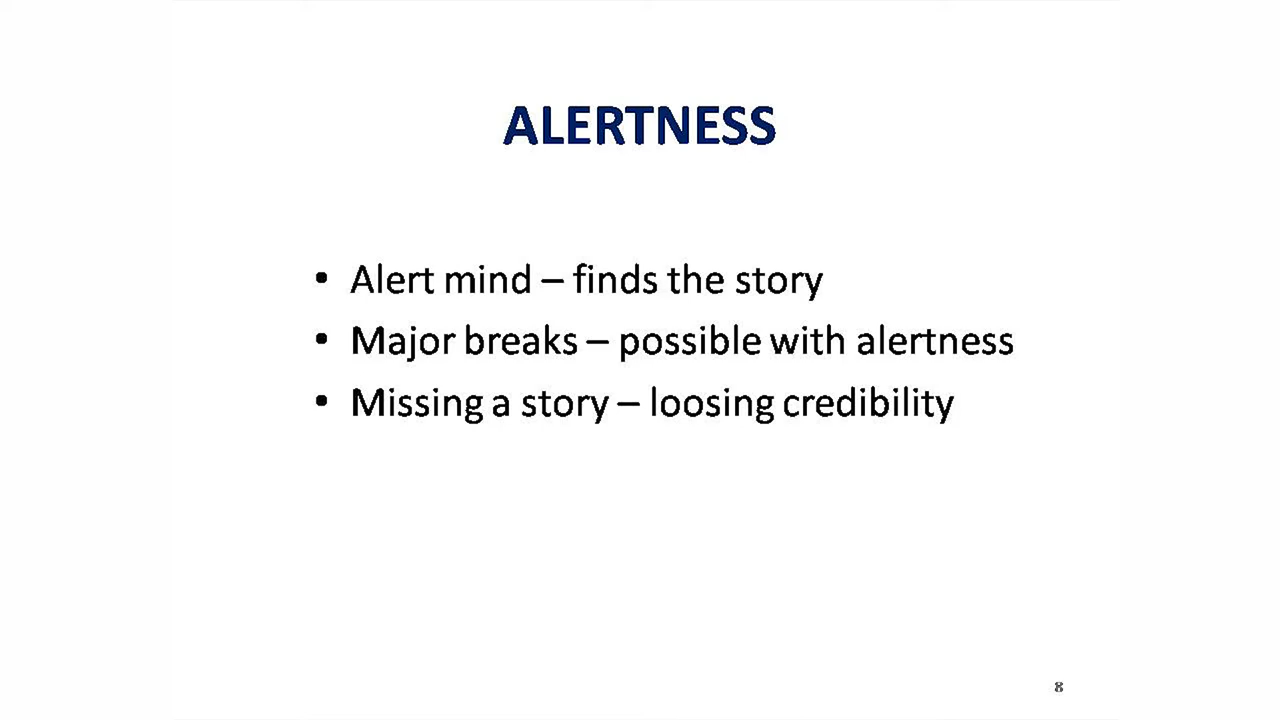 ALERTNESS
• Alert mind – finds the story
• Major breaks – possible with alertness
• Missing a story – loosing credibility
8